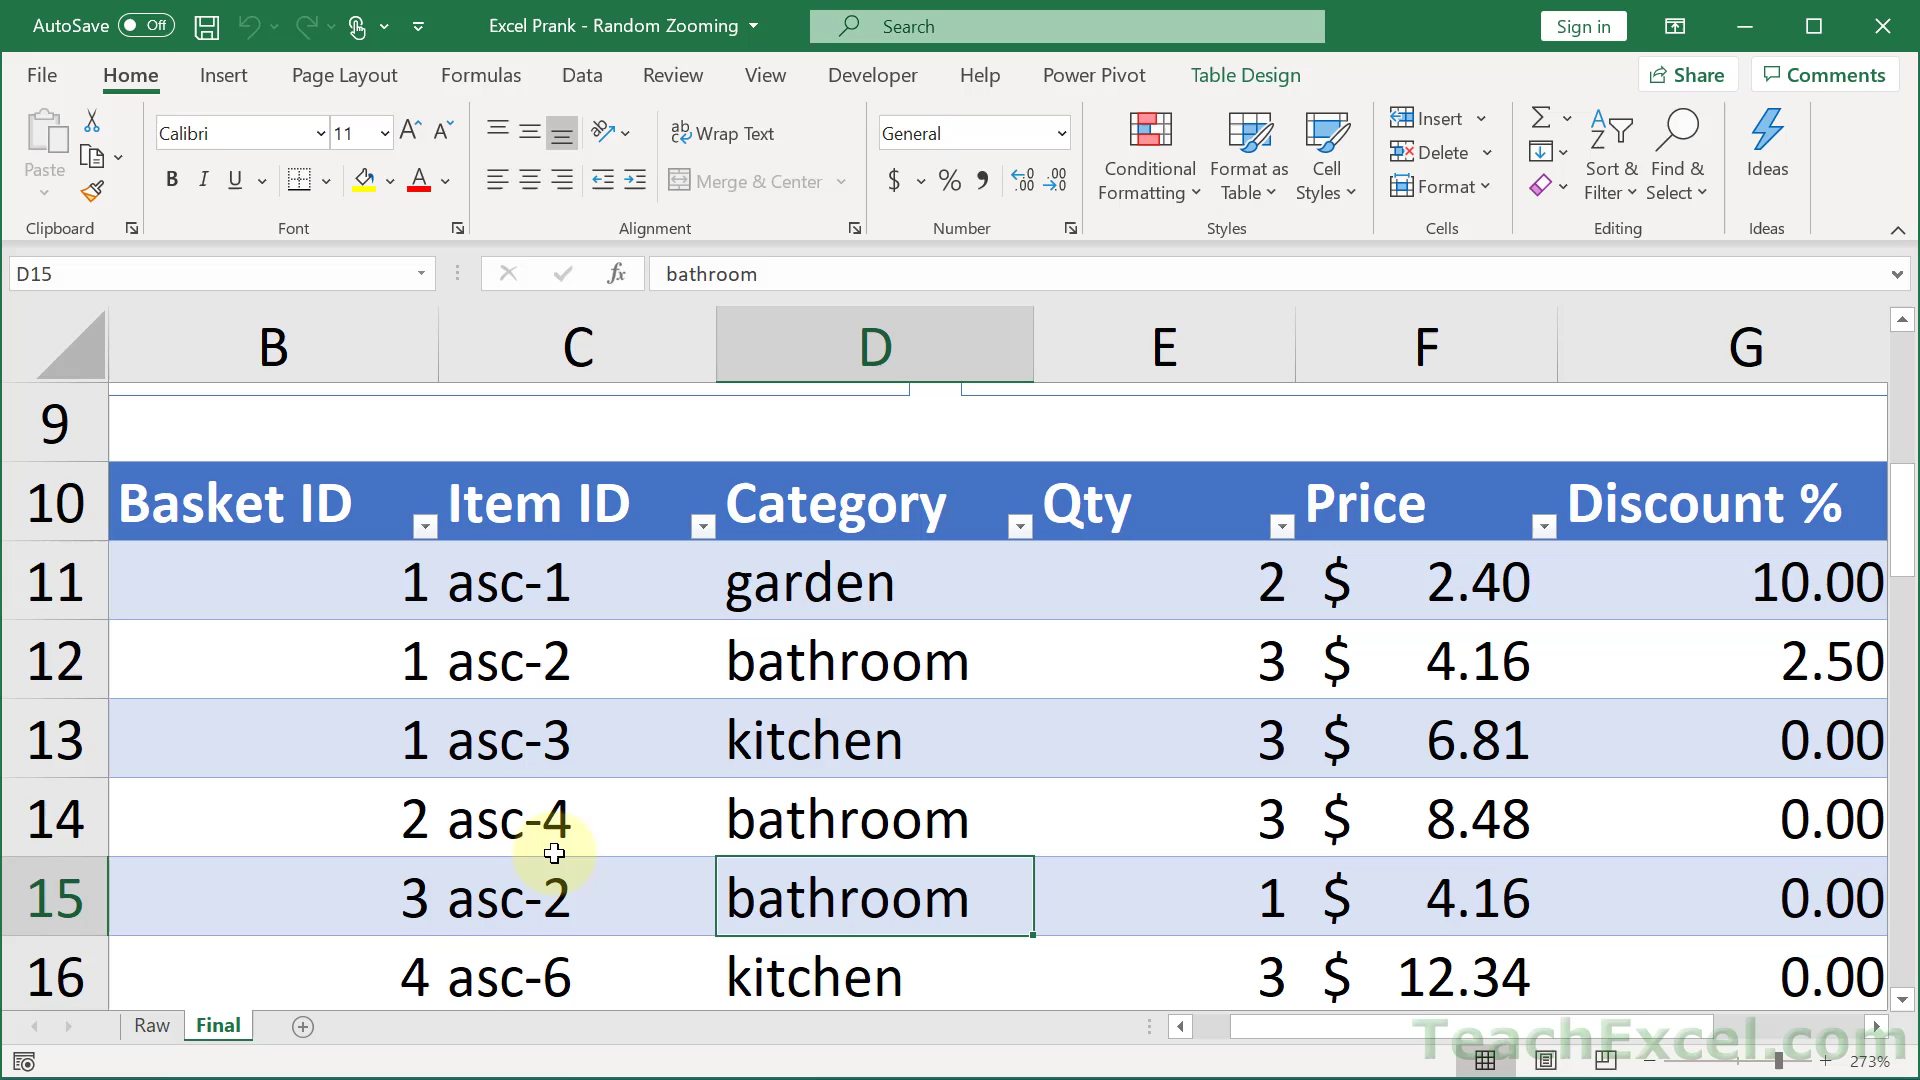 AutoSave Off Excel Prank - Random Zooming Search Sign in
File Home Insert Page Layout Formulas Data Review View Developer Help Power Pivot Table Design Share Comments
Paste Calibri 11 Wrap Text General Conditional Formatting Format as Table Cell Styles Insert Sort & Filter Find & Select Ideas
B I U Merge & Center $ % Delete
Format
Clipboard Font Alignment Number Styles Cells Editing Ideas
D15 fx bathroom
B C D E F G
9
10 Basket ID Item ID Category Qty Price Discount %
11 1 asc-1 garden 2 $ 2.40 10.00
12 1 asc-2 bathroom 3 $ 4.16 2.50
13 1 asc-3 kitchen 3 $ 6.81 0.00
14 2 asc-4 bathroom 3 $ 8.48 0.00
15 3 asc-2 bathroom 1 $ 4.16 0.00
16 4 asc-6 kitchen 3 $ 12.34 0.00
Raw Final
TeachExcel.com
273%